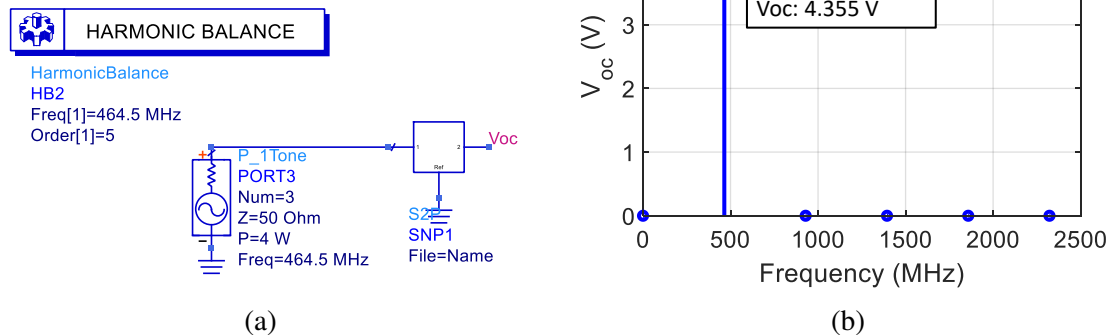 HARMONIC BALANCE
HarmonicBalance
HB2
Freq[1]=464.5 MHz
Order[1]=5
+
P_1Tone
PORT3
Num=3
Z=50 Ohm
P=4 W
Freq=464.5 MHz
1
2
Ref
Voc
S2P
SNP1
File=Name
(a)
Voc: 4.355 V
Voc (V)
3
2
1
0
0 500 1000 1500 2000 2500
Frequency (MHz)
(b)